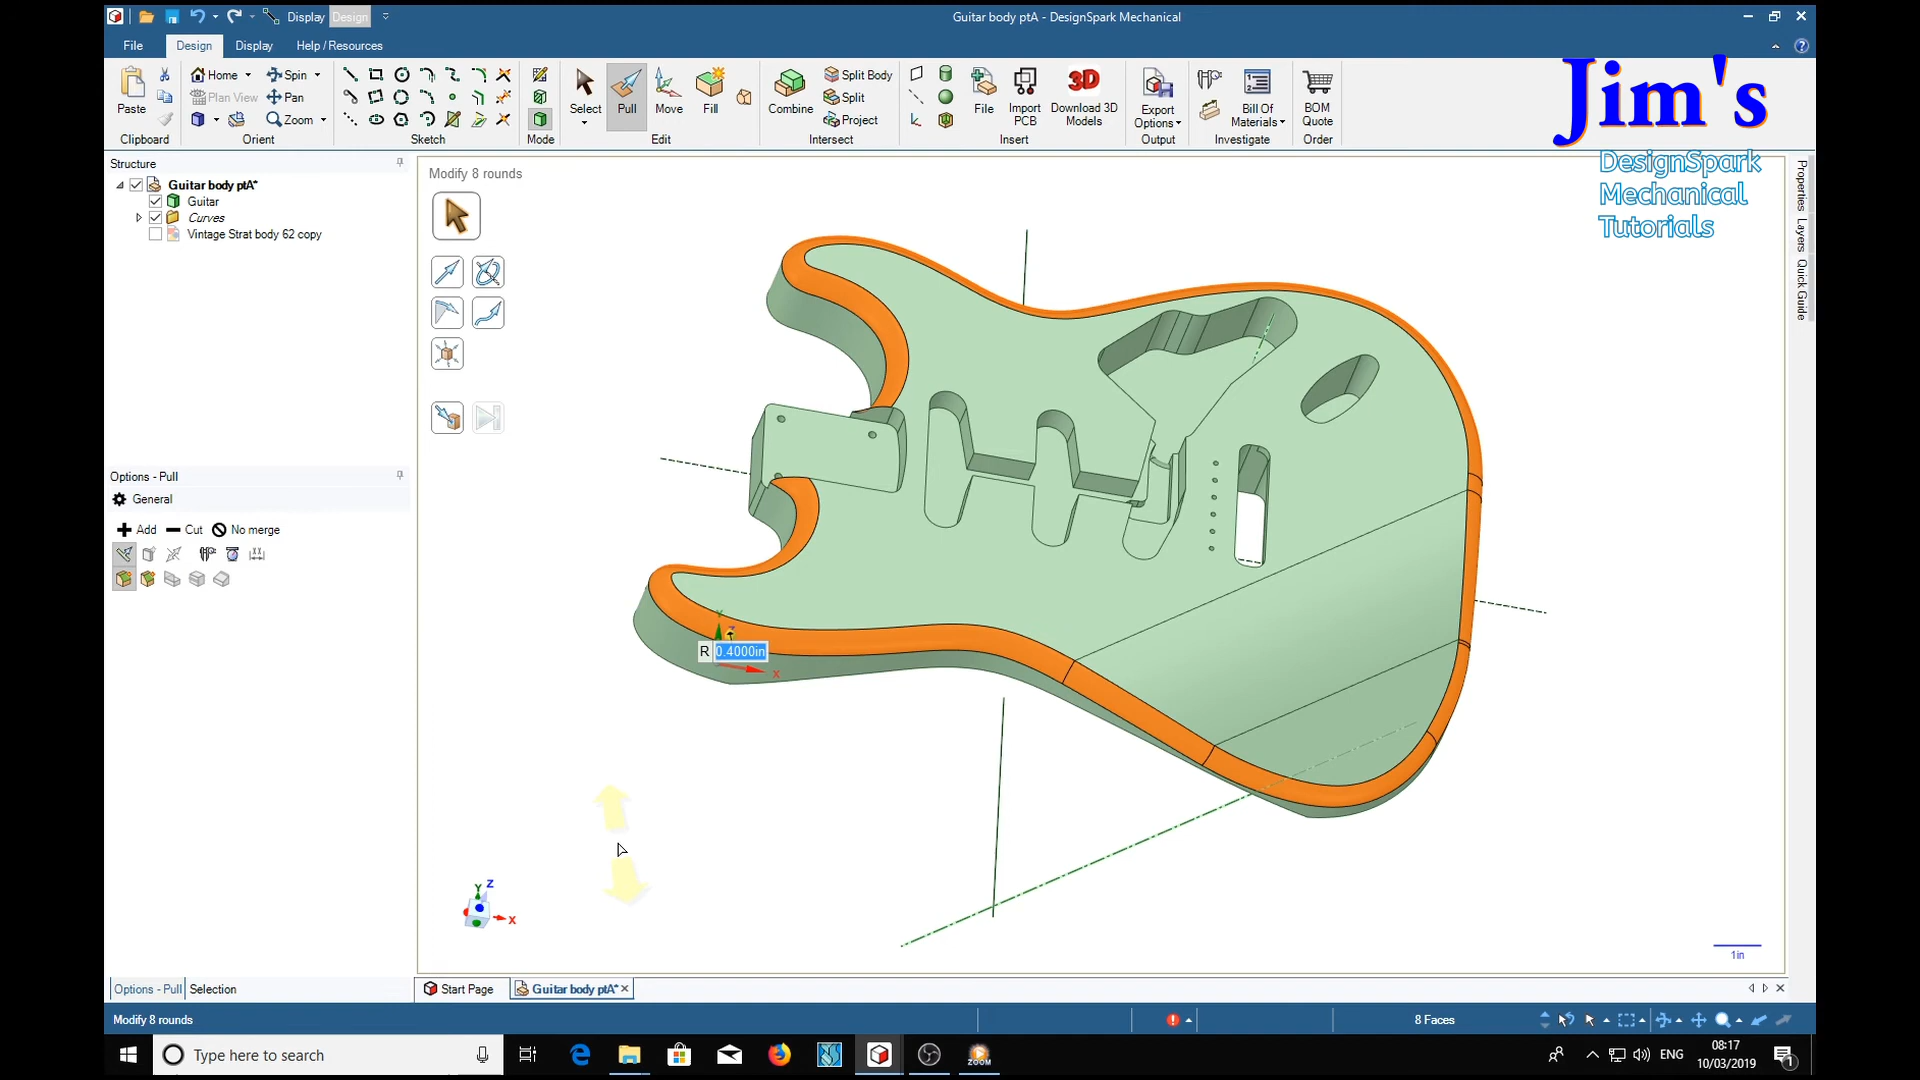 Display Design
Guitar body ptA - DesignSpark Mechanical
File Design Display Help / Resources
Paste
Clipboard
Home Spin
Plan View Pan
Zoom
Orient
Sketch
Mode
Select Pull Move Fill
Edit
Combine Split Body
Split
Project
Intersect
File Import PCB Download 3D Models
Insert
Export Options
Output
Bill Of Materials
Investigate
BOM Quote
Order
3D
Jim's
DesignSpark
Mechanical
Tutorials
Structure
Guitar body ptA*
Guitar
Curves
Vintage Strat body 62 copy
Options - Pull
General
Add Cut No merge
Modify 8 rounds
R 0.4000in
Y
Z
X
Y Z
X
1in
Properties
Layers
Quick Guide
Options - Pull Selection
Start Page Guitar body ptA*
Modify 8 rounds
8 Faces
Type here to search
ZOOM
ENG
08:17
10/03/2019
1